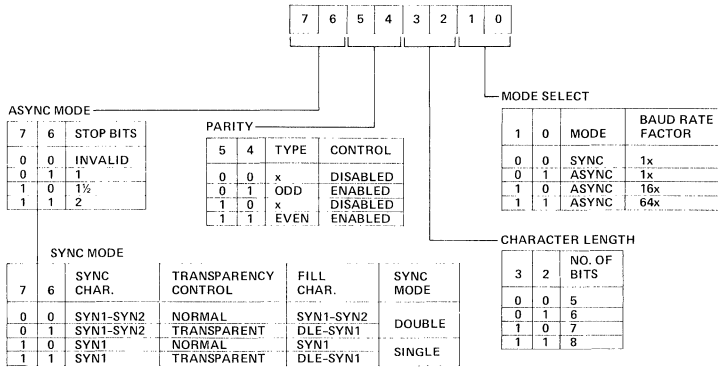 7 6 5 4 3 2 1 0
ASYNC MODE
7 6 STOP BITS
0 0 INVALID
0 1 1
1 0 1½
1 1 2
PARITY
5 4 TYPE CONTROL
0 0 x DISABLED
0 1 ODD ENABLED
1 0 x DISABLED
1 1 EVEN ENABLED
MODE SELECT
1 0 MODE BAUD RATE FACTOR
0 0 SYNC 1x
0 1 ASYNC 1x
1 0 ASYNC 16x
1 1 ASYNC 64x
SYNC MODE
7 6 SYNC CHAR. TRANSPARENCY CONTROL FILL CHAR. SYNC MODE
0 0 SYN1-SYN2 NORMAL SYN1-SYN2 DOUBLE
0 1 SYN1-SYN2 TRANSPARENT DLE-SYN1
1 0 SYN1 NORMAL SYN1 SINGLE
1 1 SYN1 TRANSPARENT DLE-SYN1
CHARACTER LENGTH
3 2 NO. OF BITS
0 0 5
0 1 6
1 0 7
1 1 8